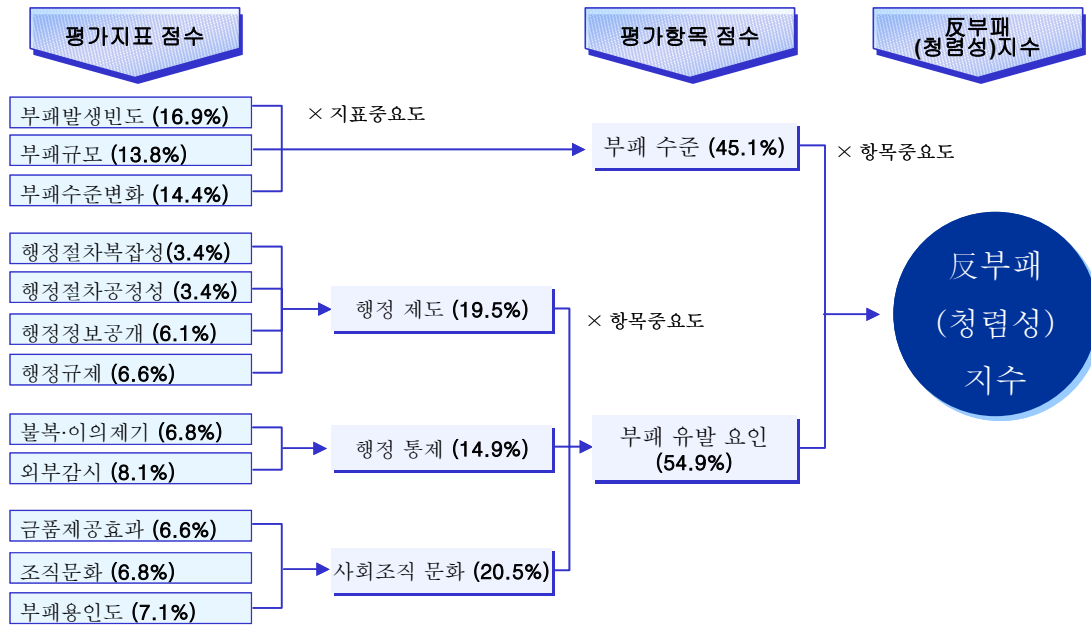 평가지표 점수
평가항목 점수
反부패
(청렴성)지수
부패발생빈도 (16.9%)
부패규모 (13.8%)
부패수준변화 (14.4%)
× 지표중요도
부패 수준 (45.1%)
× 항목중요도
행정절차복잡성(3.4%)
행정절차공정성 (3.4%)
행정정보공개 (6.1%)
행정규제 (6.6%)
행정 제도 (19.5%)
× 항목중요도
불복·이의제기 (6.8%)
외부감시 (8.1%)
행정 통제 (14.9%)
부패 유발 요인
(54.9%)
금품제공효과 (6.6%)
조직문화 (6.8%)
부패용인도 (7.1%)
사회조직 문화 (20.5%)
反부패
(청렴성)
지수